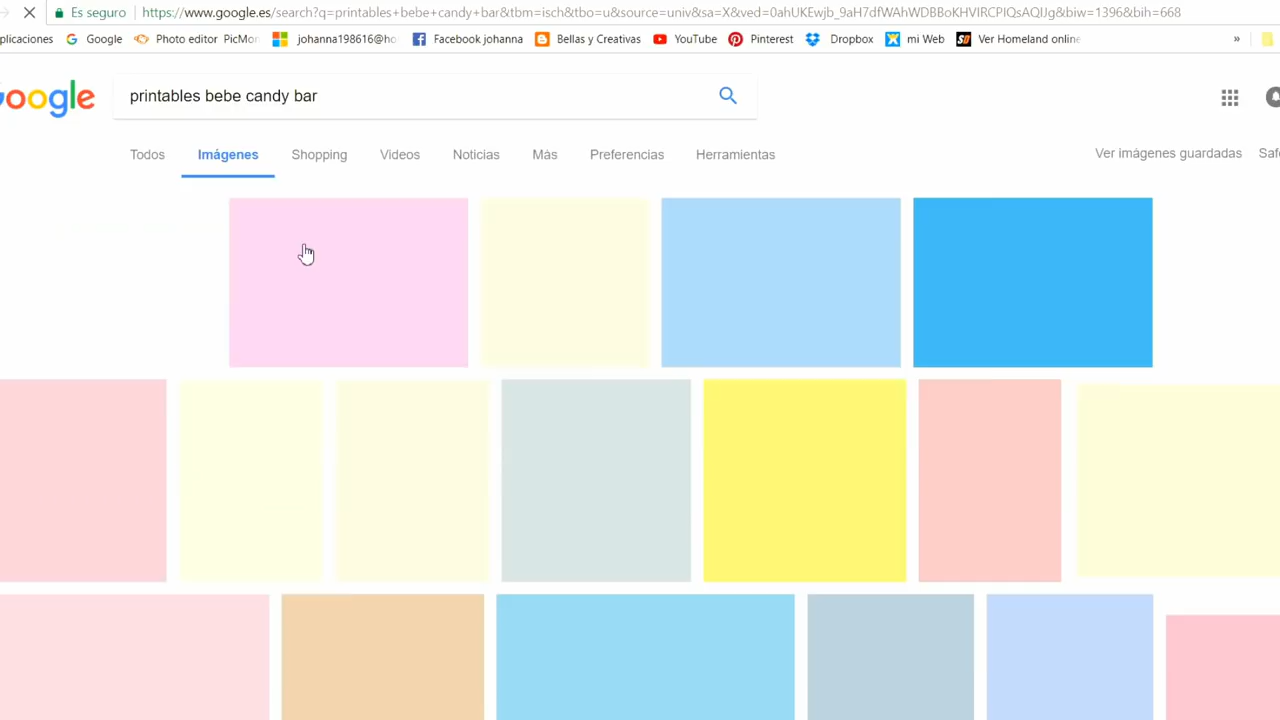 Es seguro https://www.google.es/search?q=printables+bebe+candy+bar&tbm=isch&tbo=u&source=univ&sa=X&ved=0ahUKEwjb_9aH7dfWAhWDBBoKHVIRCPIQsAQIJg&biw=1396&bih=668
plicaciones Google Photo editor PicMon johanna198616@ho Facebook johanna Bellas y Creativas YouTube Pinterest Dropbox mi Web Ver Homeland online »
Google printables bebe candy bar
Todos Imágenes Shopping Videos Noticias Más Preferencias Herramientas Ver imágenes guardadas Safe